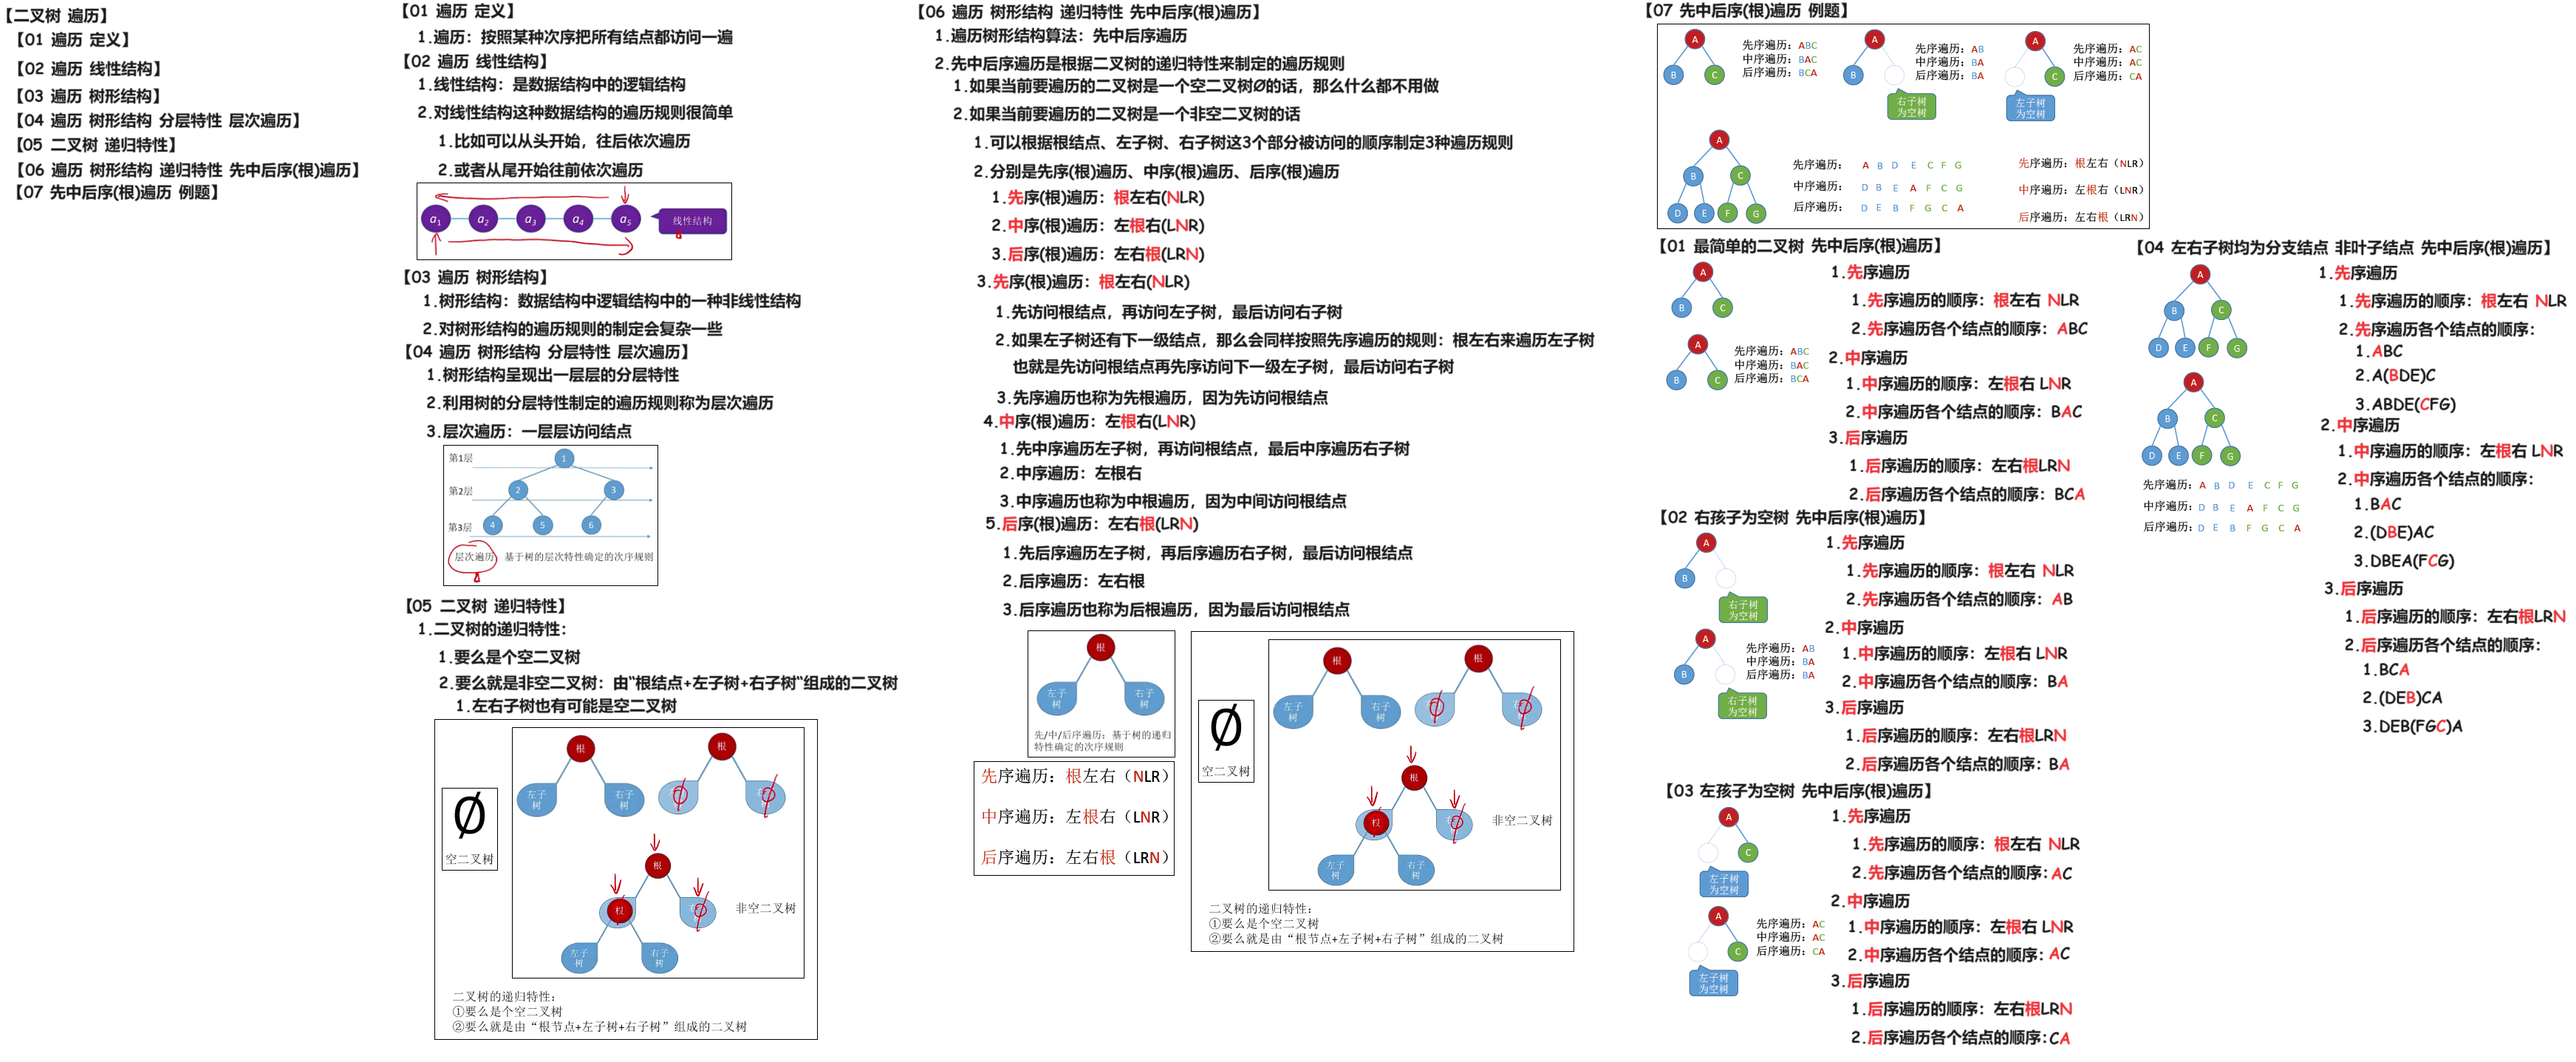 【二叉树 遍历】
【01 遍历 定义】
【02 遍历 线性结构】
【03 遍历 树形结构】
【04 遍历 树形结构 分层特性 层次遍历】
【05 二叉树 递归特性】
【06 遍历 树形结构 递归特性 先中后序(根)遍历】
【07 先中后序(根)遍历 例题】
【01 遍历 定义】
1.遍历：按照某种次序把所有结点都访问一遍
【02 遍历 线性结构】
1.线性结构：是数据结构中的逻辑结构
2.对线性结构这种数据结构的遍历规则很简单
1.比如可以从头开始，往后依次遍历
2.或者从尾开始往前依次遍历
a1 a2 a3 a4 a5 线性结构
【03 遍历 树形结构】
1.树形结构：数据结构中逻辑结构中的一种非线性结构
2.对树形结构的遍历规则的制定会复杂一些
【04 遍历 树形结构 分层特性 层次遍历】
1.树形结构呈现出一层层的分层特性
2.利用树的分层特性制定的遍历规则称为层次遍历
3.层次遍历：一层层访问结点
第1层 1
第2层 2 3
第3层 4 5 6
层次遍历 基于树的层次特性确定的次序规则
【05 二叉树 递归特性】
1.二叉树的递归特性：
1.要么是个空二叉树
2.要么就是非空二叉树：由“根结点+左子树+右子树“组成的二叉树
1.左右子树也有可能是空二叉树
根 根
左子树 右子树
Ø
空二叉树
根
根
非空二叉树
左子树 右子树
二叉树的递归特性：
①要么是个空二叉树
②要么就是由“根节点+左子树+右子树”组成的二叉树
【06 遍历 树形结构 递归特性 先中后序(根)遍历】
1.遍历树形结构算法：先中后序遍历
2.先中后序遍历是根据二叉树的递归特性来制定的遍历规则
1.如果当前要遍历的二叉树是一个空二叉树Ø的话，那么什么都不用做
2.如果当前要遍历的二叉树是一个非空二叉树的话
1.可以根据根结点、左子树、右子树这3个部分被访问的顺序制定3种遍历规则
2.分别是先序(根)遍历、中序(根)遍历、后序(根)遍历
1.先序(根)遍历：根左右(NLR)
2.中序(根)遍历：左根右(LNR)
3.后序(根)遍历：左右根(LRN)
3.先序(根)遍历：根左右(NLR)
1.先访问根结点，再访问左子树，最后访问右子树
2.如果左子树还有下一级结点，那么会同样按照先序遍历的规则：根左右来遍历左子树
也就是先访问根结点再先序访问下一级左子树，最后访问右子树
3.先序遍历也称为先根遍历，因为先访问根结点
4.中序(根)遍历：左根右(LNR)
1.先中序遍历左子树，再访问根结点，最后中序遍历右子树
2.中序遍历：左根右
3.中序遍历也称为中根遍历，因为中间访问根结点
5.后序(根)遍历：左右根(LRN)
1.先后序遍历左子树，再后序遍历右子树，最后访问根结点
2.后序遍历：左右根
3.后序遍历也称为后根遍历，因为最后访问根结点
根
左子树 右子树
先/中/后序遍历：基于树的递归
特性确定的次序规则
先序遍历：根左右（NLR）
中序遍历：左根右（LNR）
后序遍历：左右根（LRN）
根 根
左子树 右子树
Ø
空二叉树
根
根
非空二叉树
左子树 右子树
二叉树的递归特性：
①要么是个空二叉树
②要么就是由“根节点+左子树+右子树”组成的二叉树
【07 先中后序(根)遍历 例题】
A
B C
先序遍历：ABC
中序遍历：BAC
后序遍历：BCA
A
B
先序遍历：AB
中序遍历：BA
后序遍历：BA
右子树
为空树
A
C
先序遍历：AC
中序遍历：AC
后序遍历：CA
左子树
为空树
A
B C
D E F G
先序遍历： A B D E C F G
中序遍历： D B E A F C G
后序遍历： D E B F G C A
先序遍历：根左右（NLR）
中序遍历：左根右（LNR）
后序遍历：左右根（LRN）
【01 最简单的二叉树 先中后序(根)遍历】
A
B C
A
B C
先序遍历：ABC
中序遍历：BAC
后序遍历：BCA
1.先序遍历
1.先序遍历的顺序：根左右 NLR
2.先序遍历各个结点的顺序：ABC
2.中序遍历
1.中序遍历的顺序：左根右 LNR
2.中序遍历各个结点的顺序：BAC
3.后序遍历
1.后序遍历的顺序：左右根LRN
2.后序遍历各个结点的顺序：BCA
【02 右孩子为空树 先中后序(根)遍历】
A
B
右子树
为空树
A
B
先序遍历：AB
中序遍历：BA
后序遍历：BA
右子树
为空树
1.先序遍历
1.先序遍历的顺序：根左右 NLR
2.先序遍历各个结点的顺序：AB
2.中序遍历
1.中序遍历的顺序：左根右 LNR
2.中序遍历各个结点的顺序：BA
3.后序遍历
1.后序遍历的顺序：左右根LRN
2.后序遍历各个结点的顺序：BA
【03 左孩子为空树 先中后序(根)遍历】
A
C
左子树
为空树
A
C
先序遍历：AC
中序遍历：AC
后序遍历：CA
左子树
为空树
1.先序遍历
1.先序遍历的顺序：根左右 NLR
2.先序遍历各个结点的顺序：AC
2.中序遍历
1.中序遍历的顺序：左根右 LNR
2.中序遍历各个结点的顺序：AC
3.后序遍历
1.后序遍历的顺序：左右根LRN
2.后序遍历各个结点的顺序：CA
【04 左右子树均为分支结点 非叶子结点 先中后序(根)遍历】
A
B C
D E F G
A
B C
D E F G
先序遍历：A B D E C F G
中序遍历：D B E A F C G
后序遍历：D E B F G C A
1.先序遍历
1.先序遍历的顺序：根左右 NLR
2.先序遍历各个结点的顺序：
1.ABC
2.A(BDE)C
3.ABDE(CFG)
2.中序遍历
1.中序遍历的顺序：左根右 LNR
2.中序遍历各个结点的顺序：
1.BAC
2.(DBE)AC
3.DBEA(FCG)
3.后序遍历
1.后序遍历的顺序：左右根LRN
2.后序遍历各个结点的顺序：
1.BCA
2.(DEB)CA
3.DEB(FGC)A